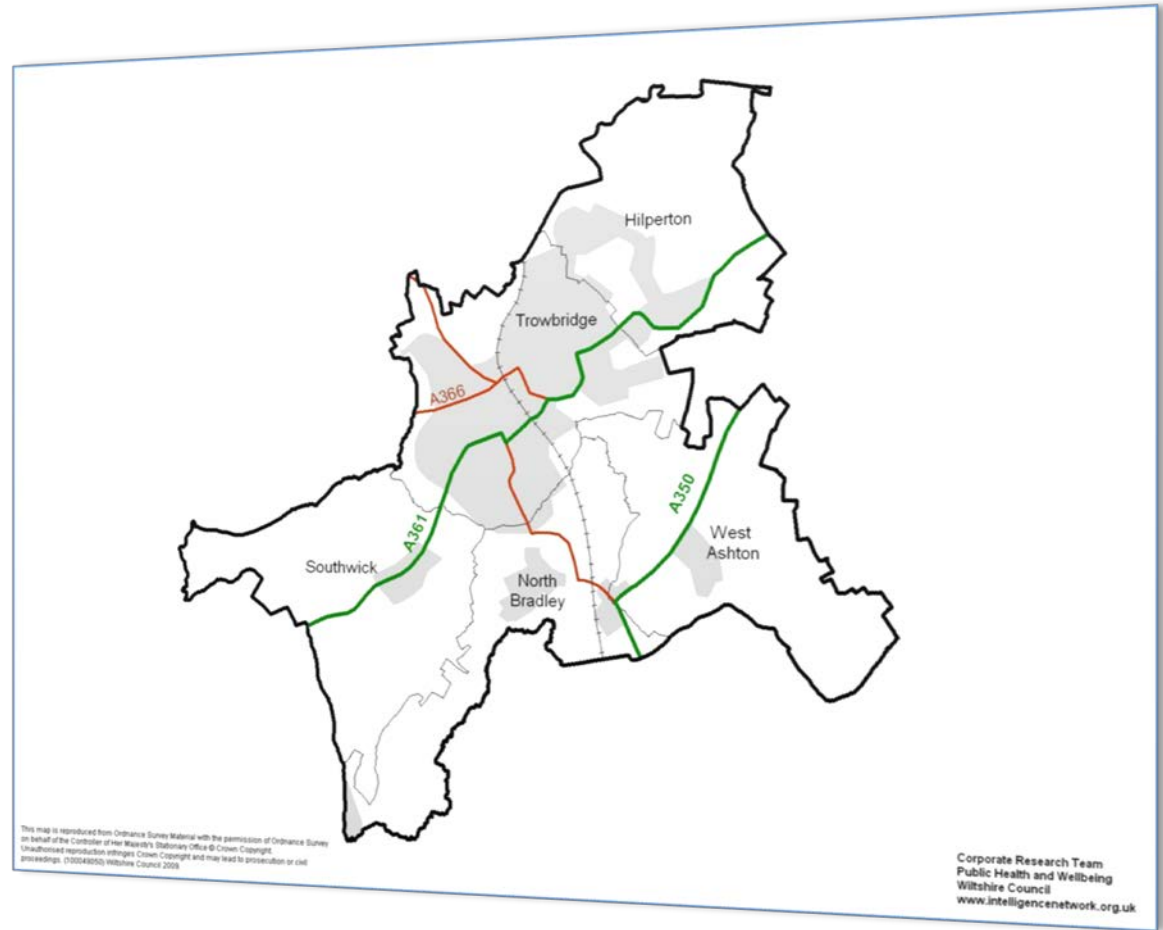 Hilperton
Trowbridge
A366
A350
A361
West
Ashton
Southwick
North
Bradley
This map is reproduced from Ordnance Survey Material with the permission of Ordnance Survey
on behalf of the Controller of Her Majesty's Stationary Office © Crown Copyright.
Unauthorised reproduction infringes Crown Copyright and may lead to prosecution or civil
proceedings. (100049050) Wiltshire Council 2009
Corporate Research Team
Public Health and Wellbeing
Wiltshire Council
www.intelligencenetwork.org.uk